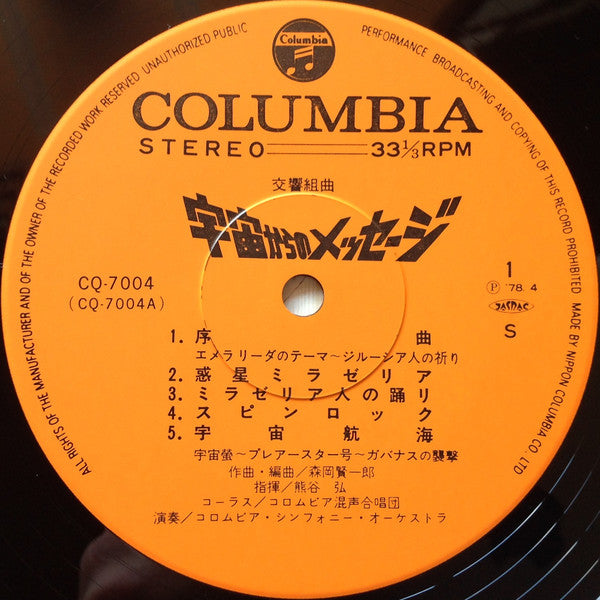 ALL RIGHTS OF THE MANUFACTURER AND OF THE OWNER OF THE RECORDED WORK RESERVED UNAUTHORIZED PUBLIC PERFORMANCE, BROADCASTING AND COPYING OF THIS RECORD PROHIBITED MADE BY NIPPON COLUMBIA CO., LTD
Columbia
COLUMBIA
STEREO 33⅓RPM
交響組曲
宇宙からのメッセージ
CQ-7004
(CQ-7004A)
1
Ⓟ '78. 4
JASRAC
S
1. 序曲
エメラリーダのテーマ〜ジルーシア人の祈り
2. 惑星ミラゼリア
3. ミラゼリア人の踊り
4. スピンロック
5. 宇宙航海
宇宙螢〜プレアースター号〜ガバナスの襲撃
作曲・編曲/森岡賢一郎
指揮/熊谷 弘
コーラス/コロムビア混声合唱団
演奏/コロムビア・シンフォニー・オーケストラ